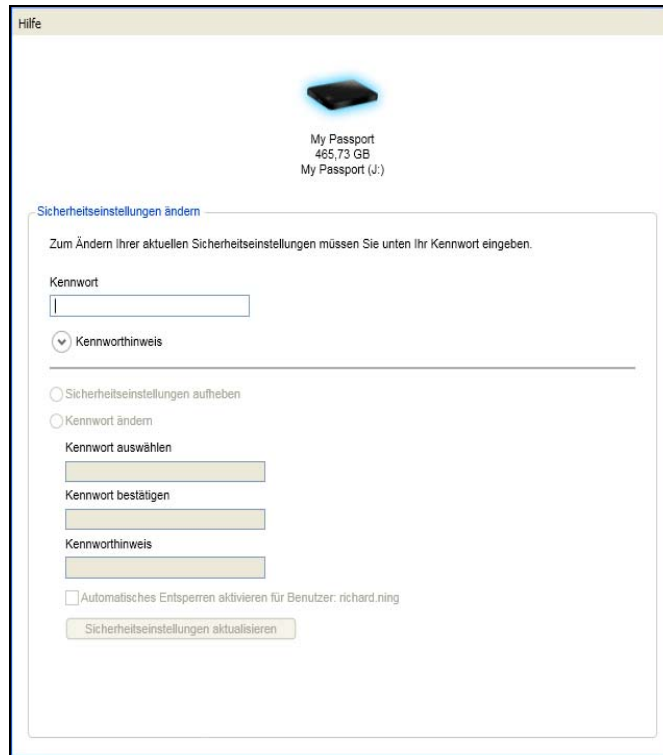 Hilfe
My Passport
465,73 GB
My Passport (J:)
Sicherheitseinstellungen ändern
Zum Ändern Ihrer aktuellen Sicherheitseinstellungen müssen Sie unten Ihr Kennwort eingeben.
Kennwort
Kennworthinweis
Sicherheitseinstellungen aufheben
Kennwort ändern
Kennwort auswählen
Kennwort bestätigen
Kennworthinweis
Automatisches Entsperren aktivieren für Benutzer: richard.ning
Sicherheitseinstellungen aktualisieren